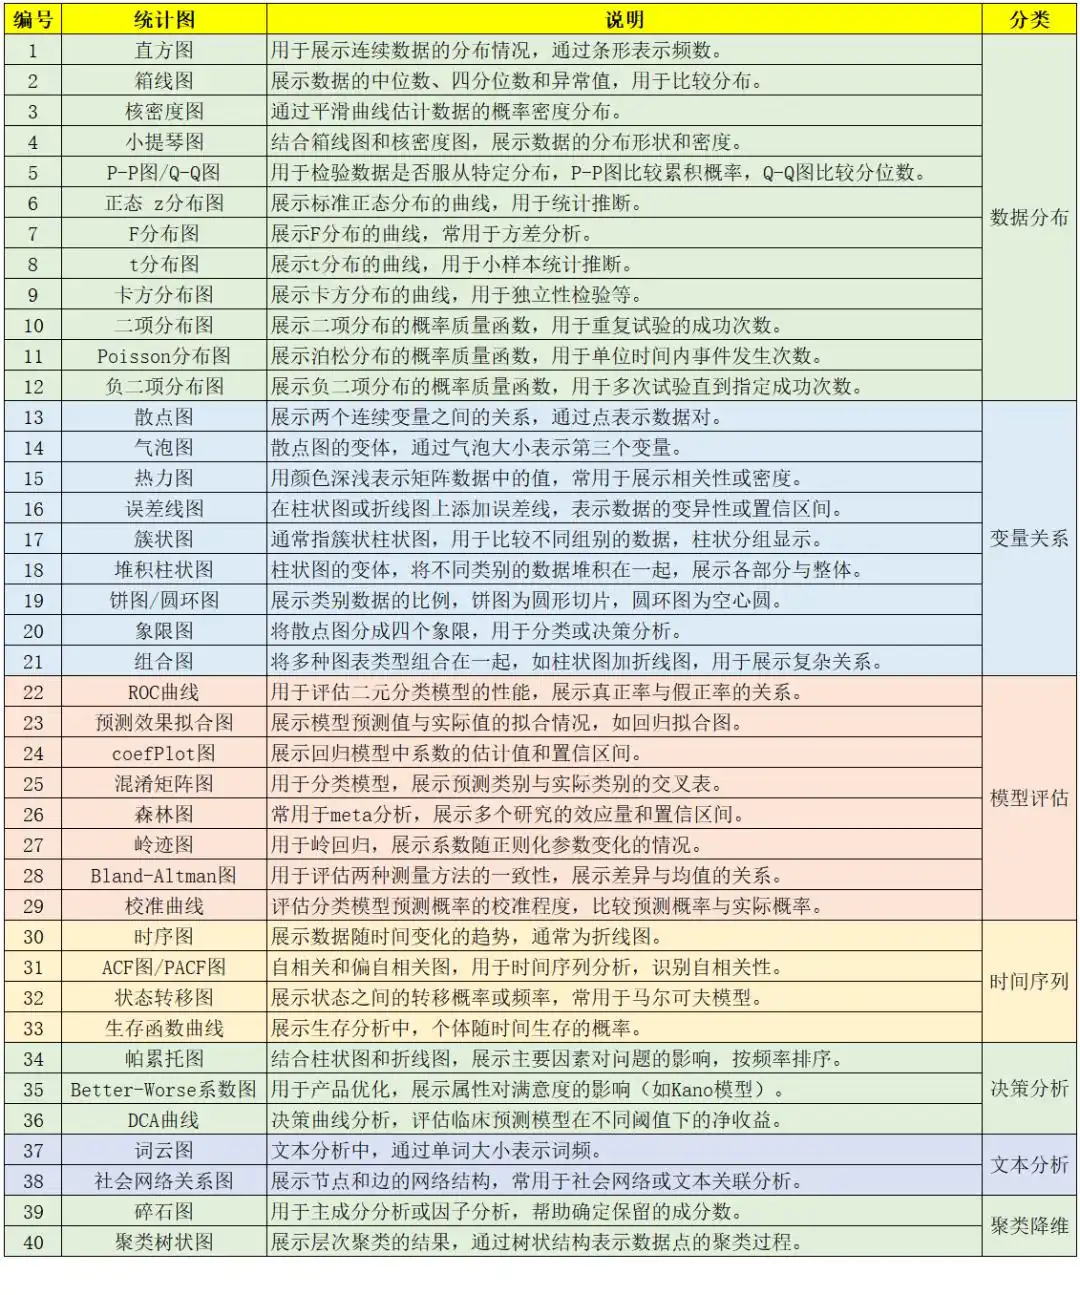 编号 统计图 说明 分类
1 直方图 用于展示连续数据的分布情况，通过条形表示频数。
2 箱线图 展示数据的中位数、四分位数和异常值，用于比较分布。
3 核密度图 通过平滑曲线估计数据的概率密度分布。
4 小提琴图 结合箱线图和核密度图，展示数据的分布形状和密度。
5 P-P图/Q-Q图 用于检验数据是否服从特定分布，P-P图比较累积概率，Q-Q图比较分位数。
6 正态 z分布图 展示标准正态分布的曲线，用于统计推断。
数据分布
7 F分布图 展示F分布的曲线，常用于方差分析。
8 t分布图 展示t分布的曲线，用于小样本统计推断。
9 卡方分布图 展示卡方分布的曲线，用于独立性检验等。
10 二项分布图 展示二项分布的概率质量函数，用于重复试验的成功次数。
11 Poisson分布图 展示泊松分布的概率质量函数，用于单位时间内事件发生次数。
12 负二项分布图 展示负二项分布的概率质量函数，用于多次试验直到指定成功次数。
13 散点图 展示两个连续变量之间的关系，通过点表示数据对。
14 气泡图 散点图的变体，通过气泡大小表示第三个变量。
15 热力图 用颜色深浅表示矩阵数据中的值，常用于展示相关性或密度。
16 误差线图 在柱状图或折线图上添加误差线，表示数据的变异性或置信区间。
17 簇状图 通常指簇状柱状图，用于比较不同组别的数据，柱状分组显示。 变量关系
18 堆积柱状图 柱状图的变体，将不同类别的数据堆积在一起，展示各部分与整体。
19 饼图/圆环图 展示类别数据的比例，饼图为圆形切片，圆环图为空心圆。
20 象限图 将散点图分成四个象限，用于分类或决策分析。
21 组合图 将多种图表类型组合在一起，如柱状图加折线图，用于展示复杂关系。
22 ROC曲线 用于评估二元分类模型的性能，展示真正率与假正率的关系。
23 预测效果拟合图 展示模型预测值与实际值的拟合情况，如回归拟合图。
24 coefPlot图 展示回归模型中系数的估计值和置信区间。
25 混淆矩阵图 用于分类模型，展示预测类别与实际类别的交叉表。
模型评估
26 森林图 常用于meta分析，展示多个研究的效应量和置信区间。
27 岭迹图 用于岭回归，展示系数随正则化参数变化的情况。
28 Bland-Altman图 用于评估两种测量方法的一致性，展示差异与均值的关系。
29 校准曲线 评估分类模型预测概率的校准程度，比较预测概率与实际概率。
30 时序图 展示数据随时间变化的趋势，通常为折线图。
31 ACF图/PACF图 自相关和偏自相关图，用于时间序列分析，识别自相关性。
时间序列
32 状态转移图 展示状态之间的转移概率或频率，常用于马尔可夫模型。
33 生存函数曲线 展示生存分析中，个体随时间生存的概率。
34 帕累托图 结合柱状图和折线图，展示主要因素对问题的影响，按频率排序。
35 Better-Worse系数图 用于产品优化，展示属性对满意度的影响（如Kano模型）。 决策分析
36 DCA曲线 决策曲线分析，评估临床预测模型在不同阈值下的净收益。
37 词云图 文本分析中，通过单词大小表示词频。
文本分析
38 社会网络关系图 展示节点和边的网络结构，常用于社会网络或文本关联分析。
39 碎石图 用于主成分分析或因子分析，帮助确定保留的成分数。
聚类降维
40 聚类树状图 展示层次聚类的结果，通过树状结构表示数据点的聚类过程。